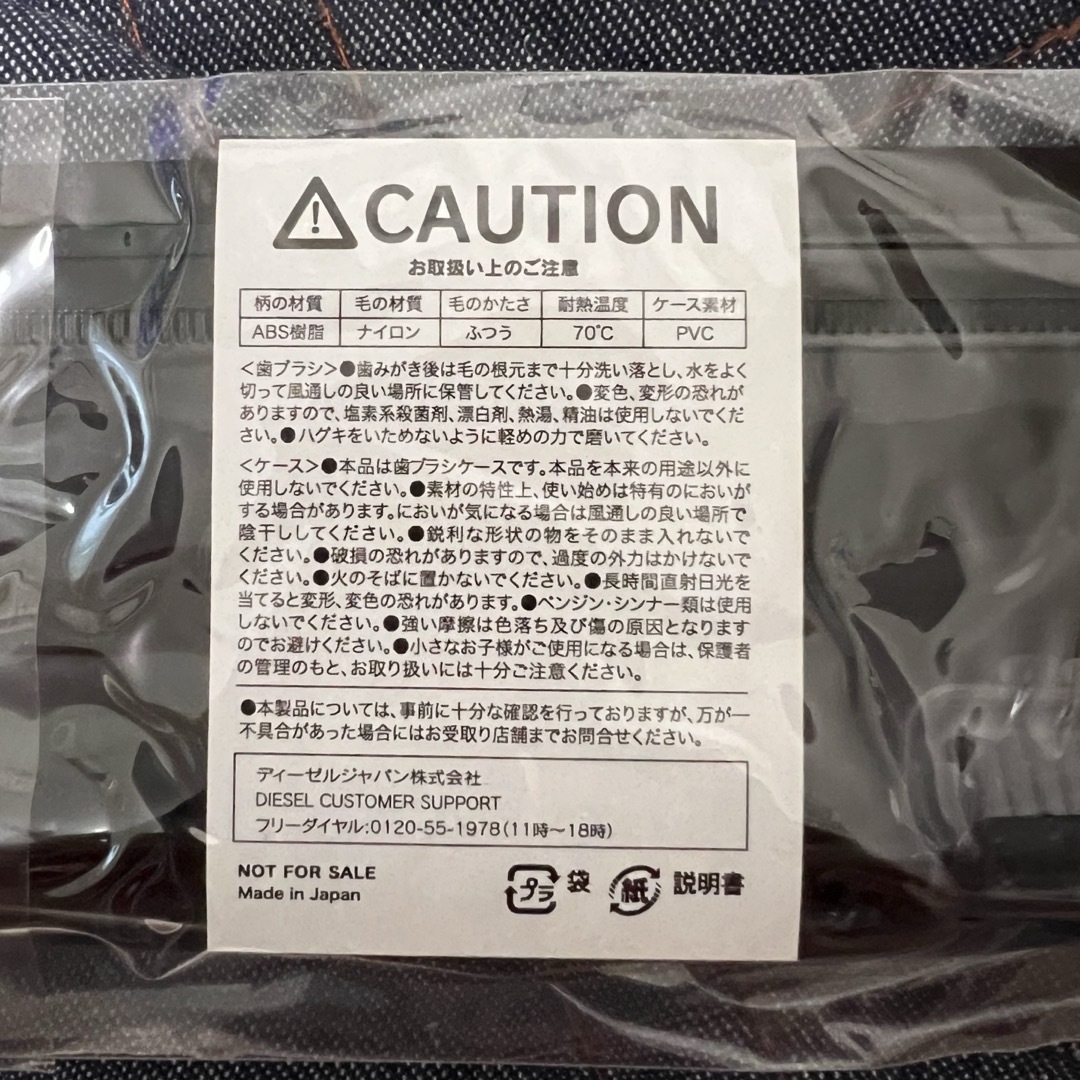 CAUTION
お取扱い上のご注意
柄の材質 毛の材質 毛のかたさ 耐熱温度 ケース素材
ABS樹脂 ナイロン ふつう 70℃ PVC
<歯ブラシ>●歯みがき後は毛の根元まで十分洗い落とし、水をよく
切って風通しの良い場所に保管してください。●変色、変形の恐れが
ありますので、塩素系殺菌剤、漂白剤、熱湯、精油は使用しないでくだ
さい。●ハグキをいためないように軽めの力で磨いてください。
<ケース>●本品は歯ブラシケースです。本品を本来の用途以外に
使用しないでください。●素材の特性上、使い始めは特有のにおいが
する場合があります。においが気になる場合は風通しの良い場所で
陰干ししてください。●鋭利な形状の物をそのまま入れないで
ください。●破損の恐れがありますので、過度の外力はかけないで
ください。●火のそばに置かないでください。●長時間直射日光を
当てると変形、変色の恐れがあります。●ベンジン・シンナー類は使用
しないでください。●強い摩擦は色落ち及び傷の原因となります
のでお避けください。●小さなお子様がご使用になる場合は、保護者
の管理のもと、お取り扱いには十分ご注意ください。
●本製品については、事前に十分な確認を行っておりますが、万が一
不具合があった場合にはお受取り店舗までお問合せください。
ディーゼルジャパン株式会社
DIESEL CUSTOMER SUPPORT
フリーダイヤル:0120-55-1978(11時〜18時)
NOT FOR SALE
Made in Japan
プラ 袋 紙 説明書